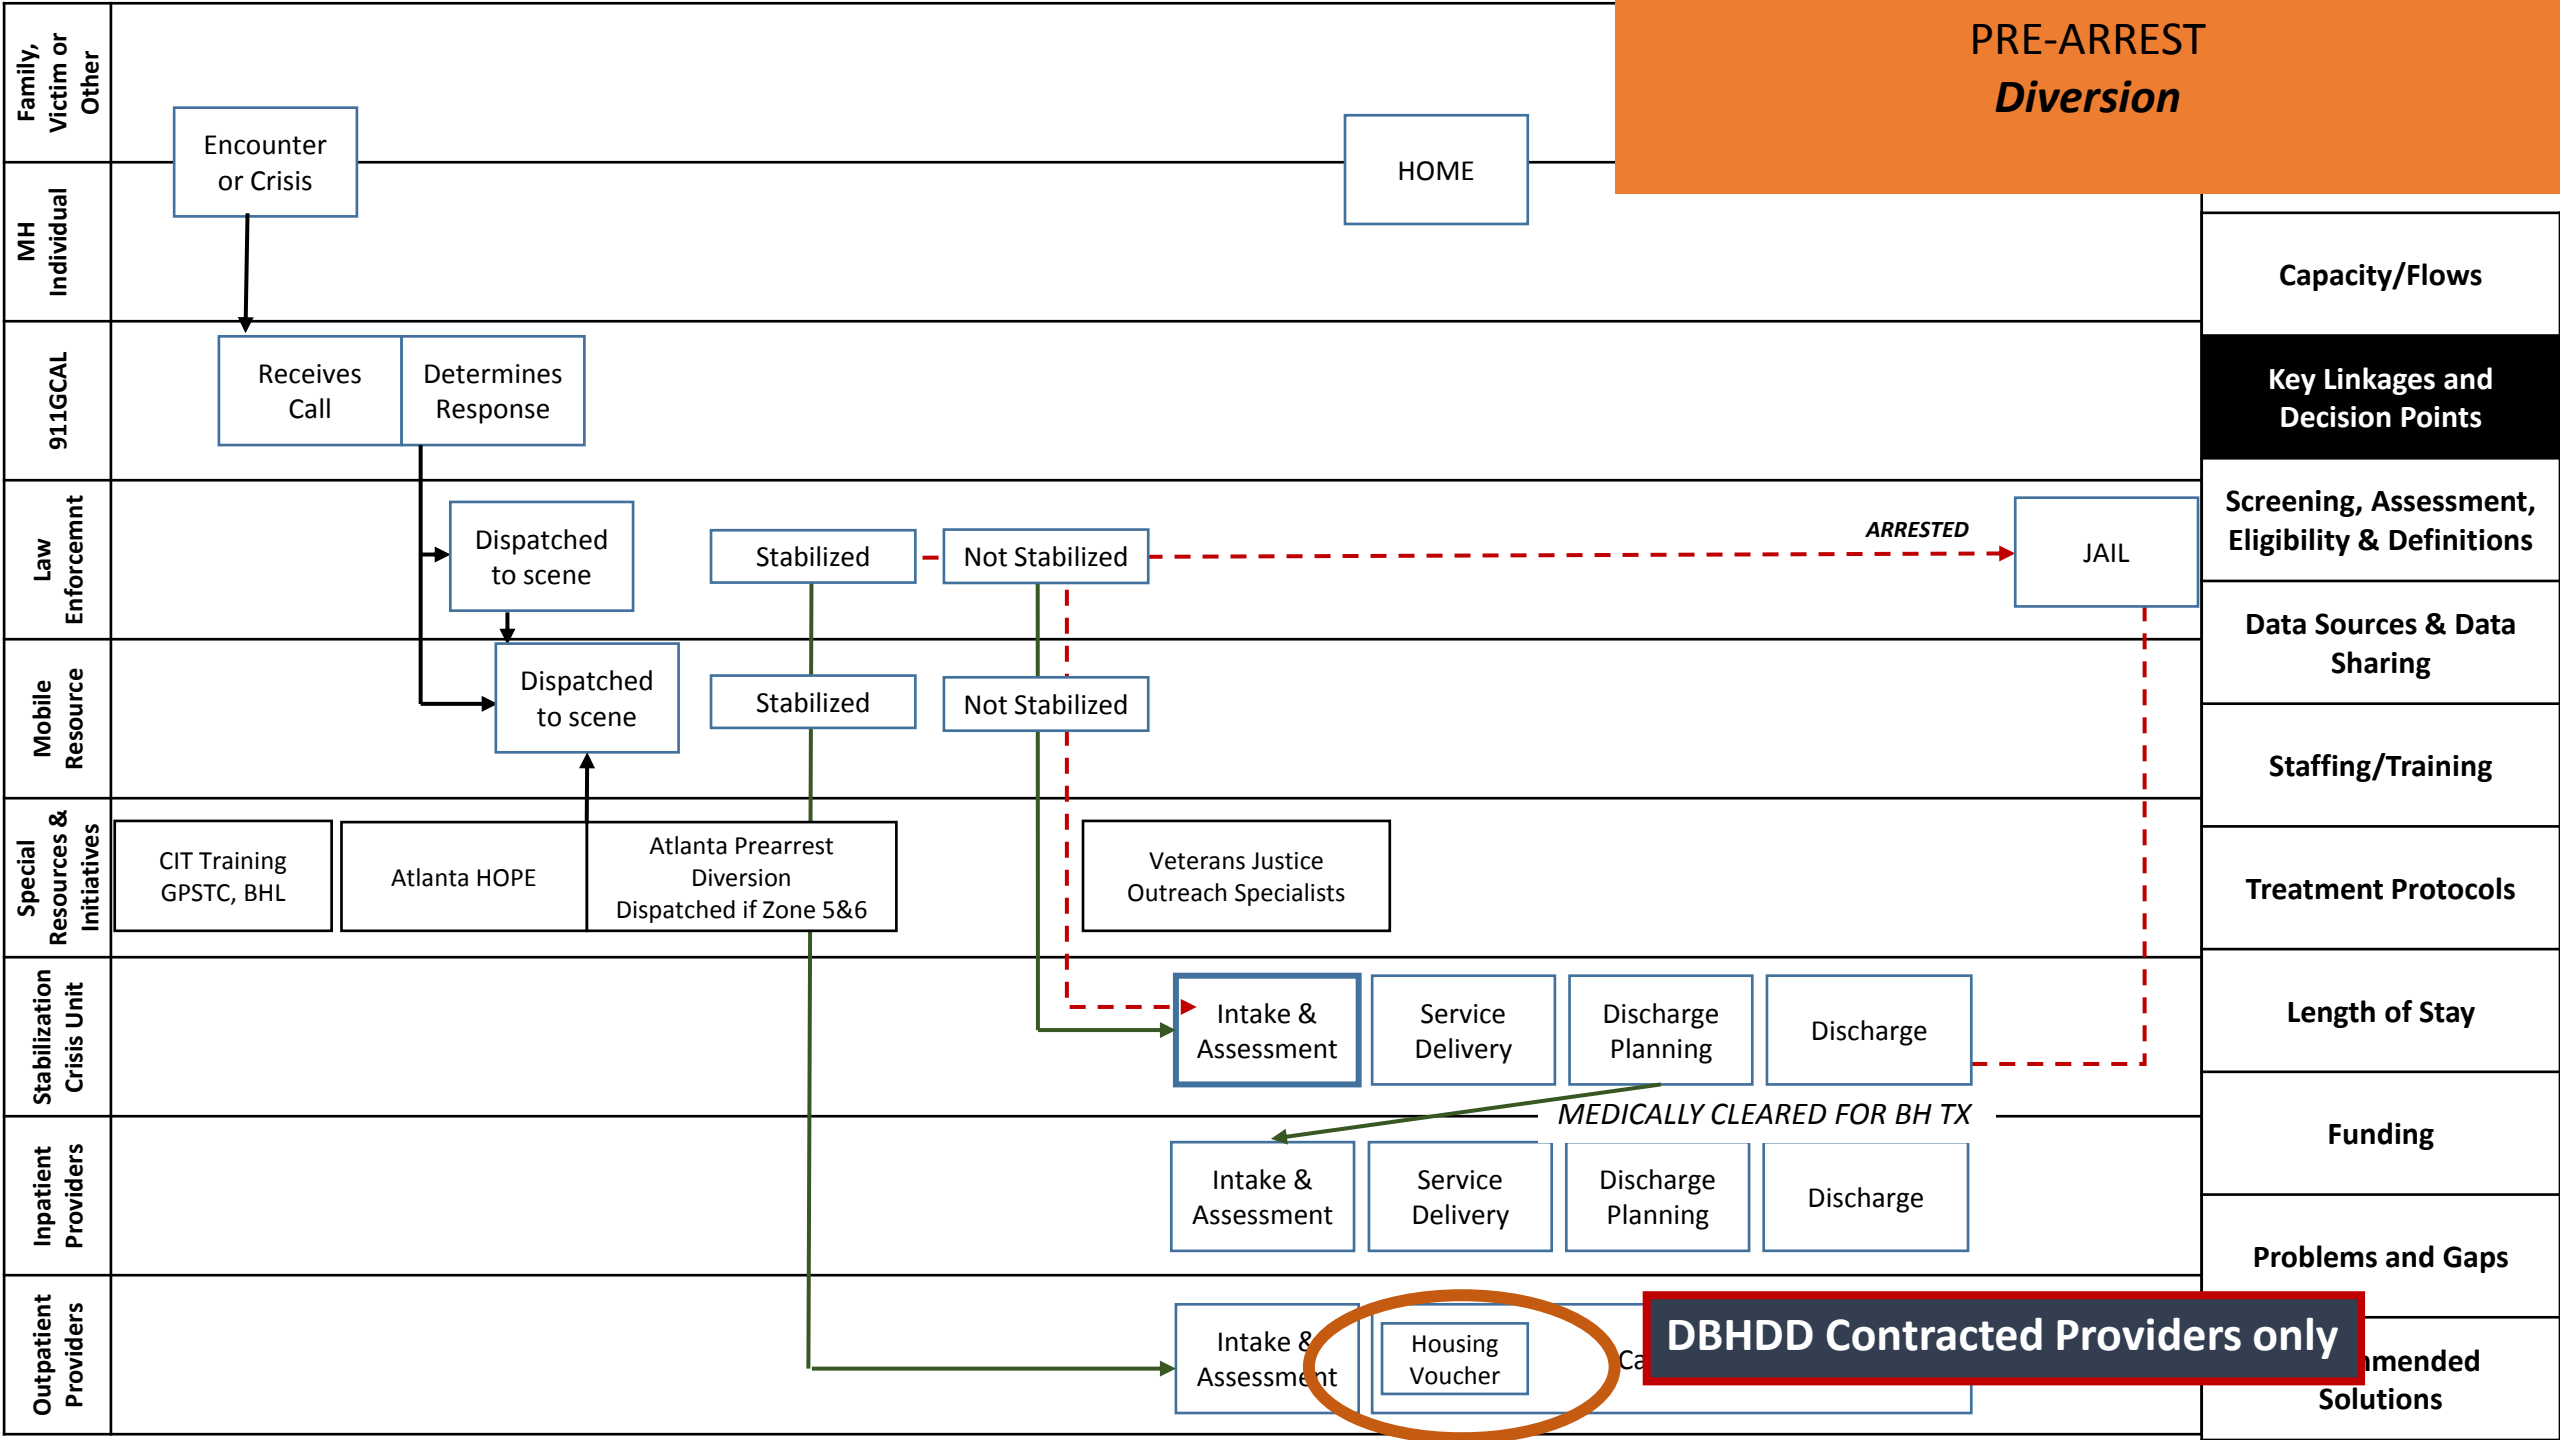 PRE-ARREST
Diversion
Family,
Victim or
Other
Encounter
or Crisis
HOME
MH
Individual
Capacity/Flows
911GCAL
Receives
Call
Determines
Response
Key Linkages and
Decision Points
Law
Enforcemnt
Dispatched
to scene
Stabilized
Not Stabilized
ARRESTED
JAIL
Screening, Assessment,
Eligibility & Definitions
Data Sources & Data
Sharing
Mobile
Resource
Dispatched
to scene
Stabilized
Not Stabilized
Staffing/Training
Special
Resources &
Initiatives
CIT Training
GPSTC, BHL
Atlanta HOPE
Atlanta Prearrest
Diversion
Dispatched if Zone 5&6
Veterans Justice
Outreach Specialists
Treatment Protocols
Stabilization
Crisis Unit
Intake &
Assessment
Service
Delivery
Discharge
Planning
Discharge
Length of Stay
MEDICALLY CLEARED FOR BH TX
Funding
Inpatient
Providers
Intake &
Assessment
Service
Delivery
Discharge
Planning
Discharge
Problems and Gaps
Outpatient
Providers
Intake &
Assessment
Housing
Voucher
DBHDD Contracted Providers only
Solutions